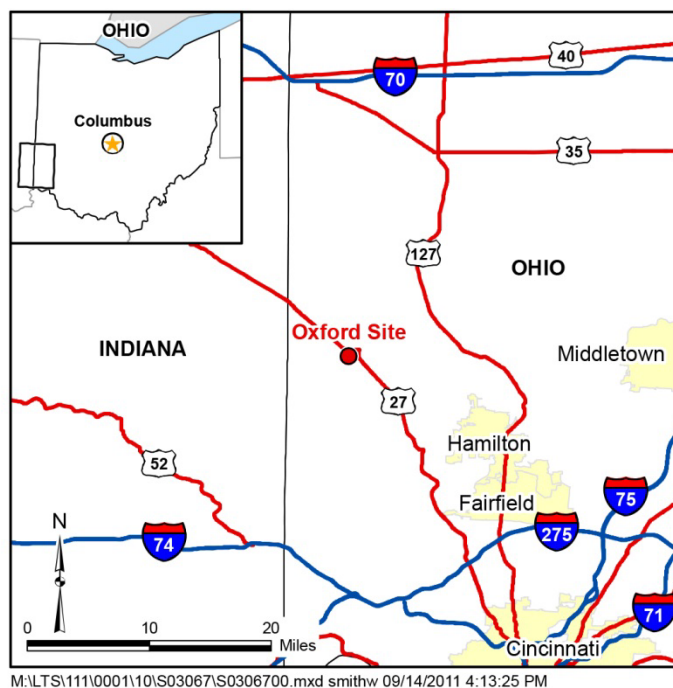 OHIO
Columbus
40
70
35
127
OHIO
Oxford Site
INDIANA
Middletown
27
Hamilton
52
75
Fairfield
N
74
275
71
0 10 20
Miles
Cincinnati
M:\LTS\111\0001\10\S03067\S0306700.mxd smithw 09/14/2011 4:13:25 PM